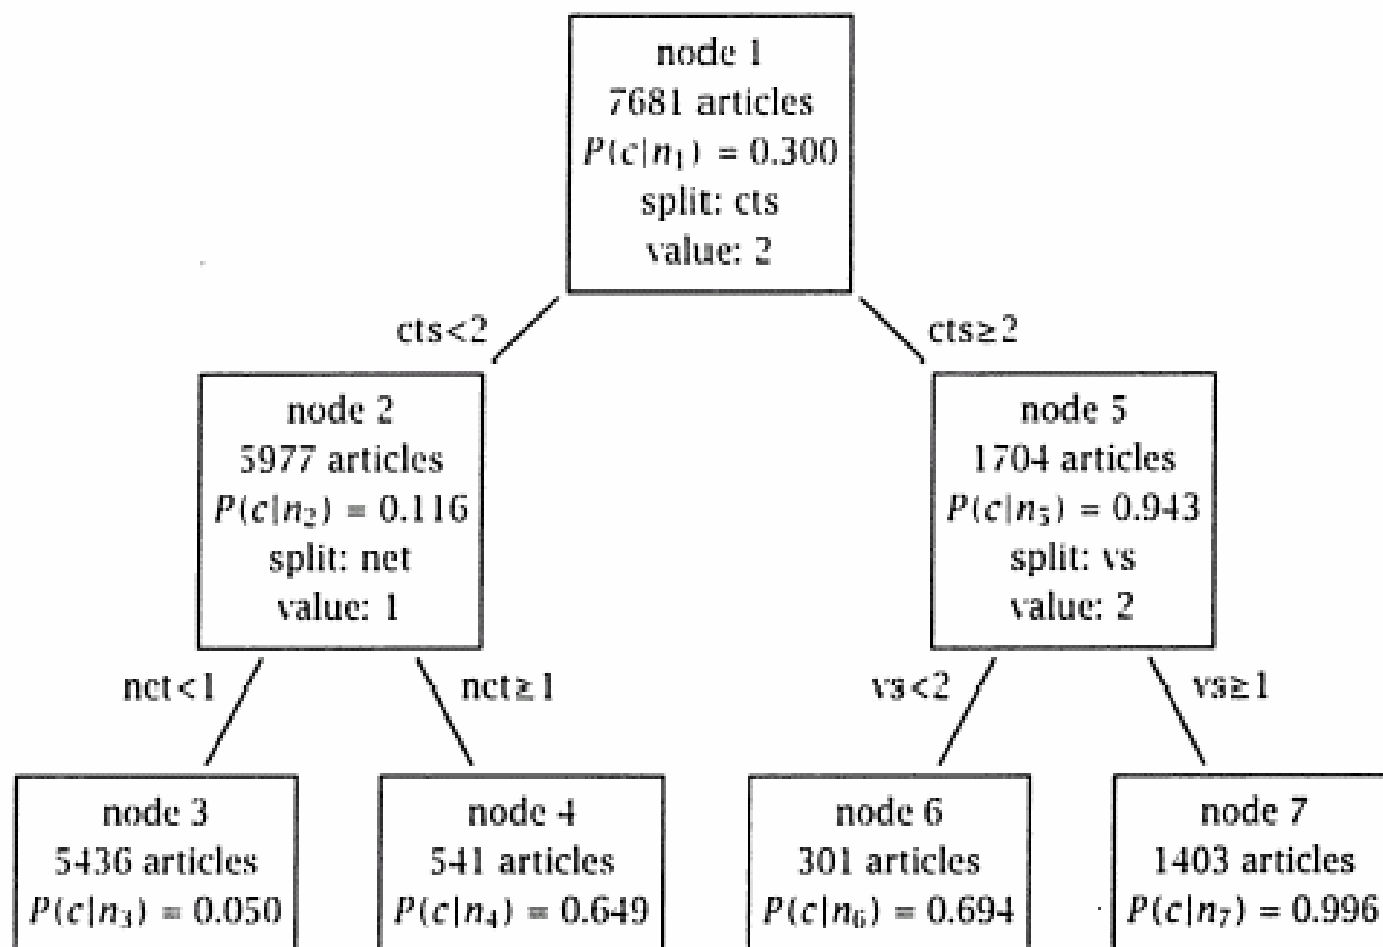 node 1
7681 articles
P(c|n₁) = 0.300
split: cts
value: 2
cts<2
cts≥2
node 2
5977 articles
P(c|n₂) = 0.116
split: net
value: 1
node 5
1704 articles
P(c|n₅) = 0.943
split: vs
value: 2
net<1
net≥1
vs<2
vs≥1
node 3
5436 articles
P(c|n₃) = 0.050
node 4
541 articles
P(c|n₄) = 0.649
node 6
301 articles
P(c|n₆) = 0.694
node 7
1403 articles
P(c|n₇) = 0.996